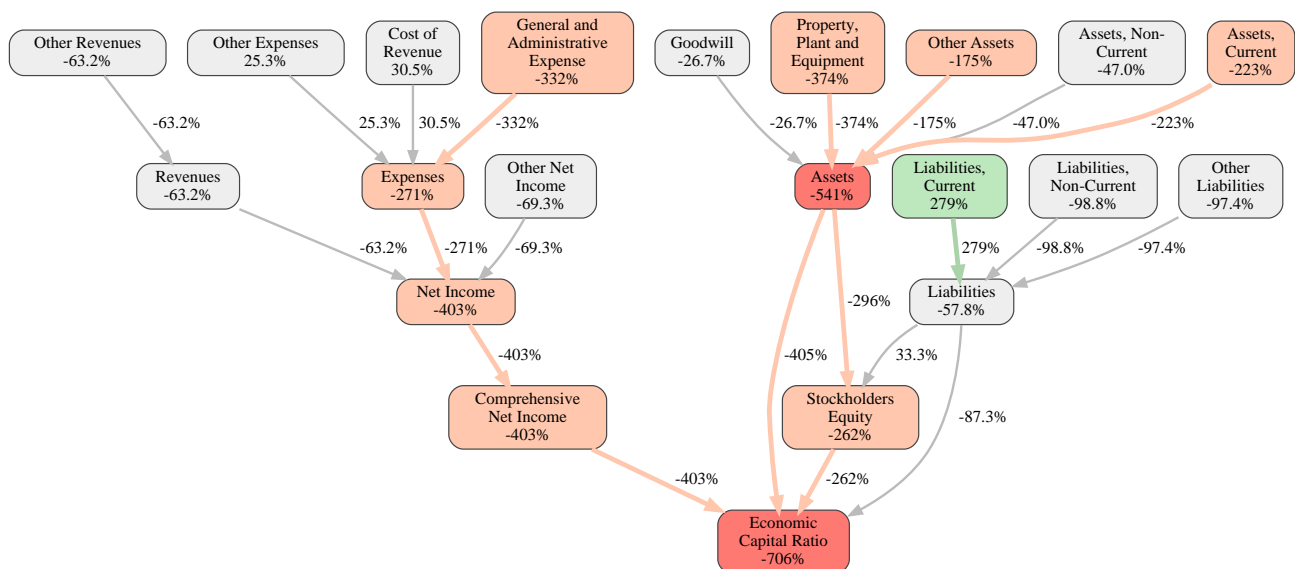 Other Revenues
-63.2%
Other Expenses
25.3%
Cost of
Revenue
30.5%
General and
Administrative
Expense
-332%
Goodwill
-26.7%
Property,
Plant and
Equipment
-374%
Other Assets
-175%
Assets, Non-
Current
-47.0%
Assets,
Current
-223%
-63.2%
25.3%
30.5%
-332%
-26.7%
-374%
-175%
-47.0%
-223%
Revenues
-63.2%
Expenses
-271%
Other Net
Income
-69.3%
Assets
-541%
Liabilities,
Current
279%
Liabilities,
Non-Current
-98.8%
Other
Liabilities
-97.4%
-63.2%
-271%
-69.3%
279%
-98.8%
-97.4%
Net Income
-403%
-296%
Liabilities
-57.8%
-403%
-405%
33.3%
Comprehensive
Net Income
-403%
Stockholders
Equity
-262%
-87.3%
-403%
-262%
Economic
Capital Ratio
-706%